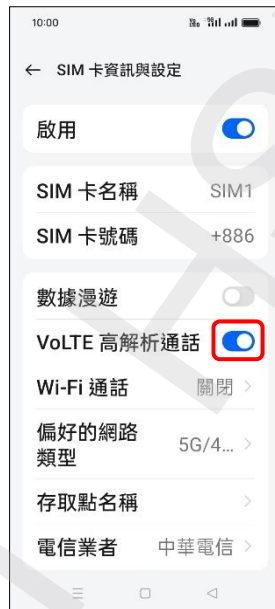 10:00
← SIM 卡資訊與設定
啟用
SIM 卡名稱 SIM1
SIM 卡號碼 +886
數據漫遊
VoLTE 高解析通話
Wi-Fi 通話 關閉 >
偏好的網路
類型 5G/4... >
存取點名稱 >
電信業者 中華電信 >